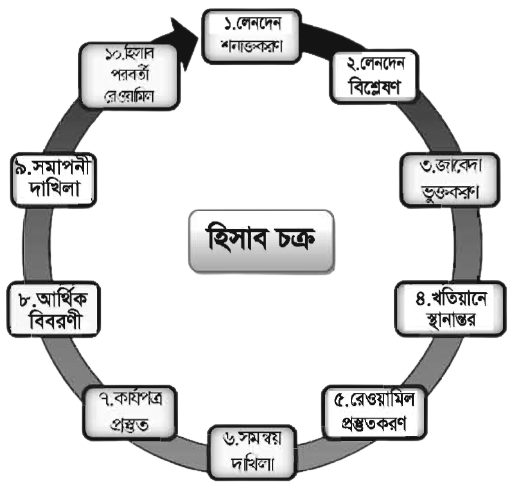 ১.লেনদেন
শনাক্তকরণ
২.লেনদেন
বিশ্লেষণ
৩.জাবেদা
ভুক্তকরণ
৪.খতিয়ানে
স্থানান্তর
৫.রেওয়ামিল
প্রস্তুতকরণ
৬.সমন্বয়
দাখিলা
৭.কার্যপত্র
প্রস্তুত
৮.আর্থিক
বিবরণী
৯.সমাপনী
দাখিলা
১০.হিসাব
পরবর্তী
রেওয়ামিল
হিসাব চক্র